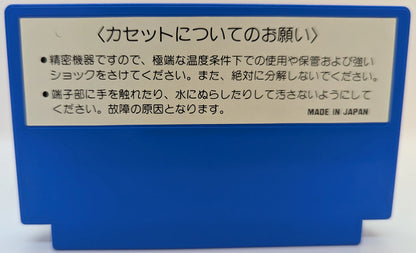 〈カセットについてのお願い〉
●精密機器ですので、極端な温度条件下での使用や保管および強い
ショックをさけてください。また、絶対に分解しないでください。
●端子部に手を触れたり、水にぬらしたりして汚さないようにして
ください。故障の原因となります。
MADE IN JAPAN